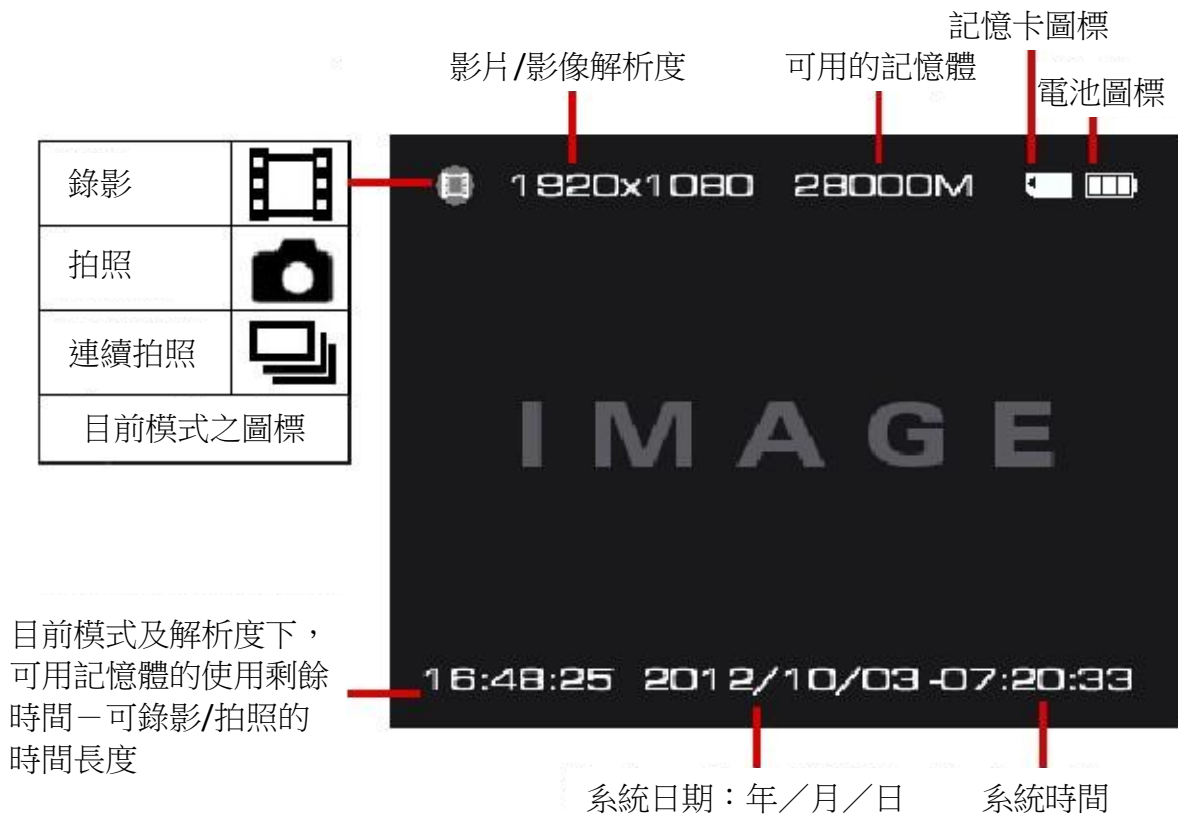 記憶卡圖標
影片/影像解析度
可用的記憶體
電池圖標
錄影
拍照
連續拍照
目前模式之圖標
1920x1080 28000M
IMAGE
目前模式及解析度下，
可用記憶體的使用剩餘
時間－可錄影/拍照的
時間長度
16:48:25 2012/10/03-07:20:33
系統日期：年／月／日
系統時間